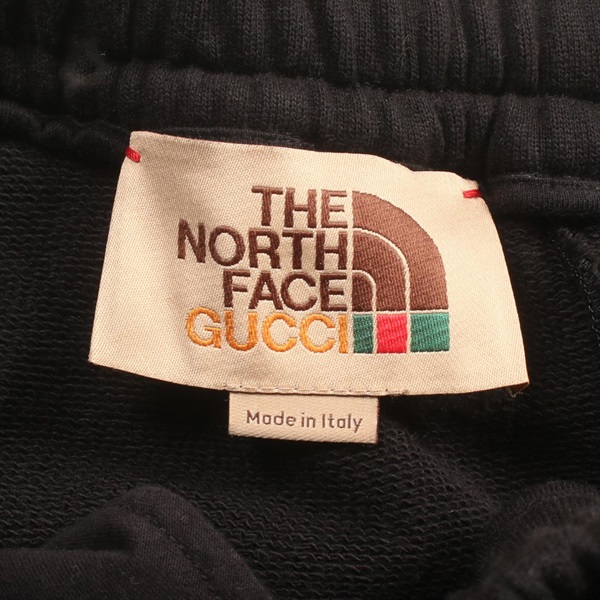 THE
NORTH
FACE
GUCCI
Made in Italy